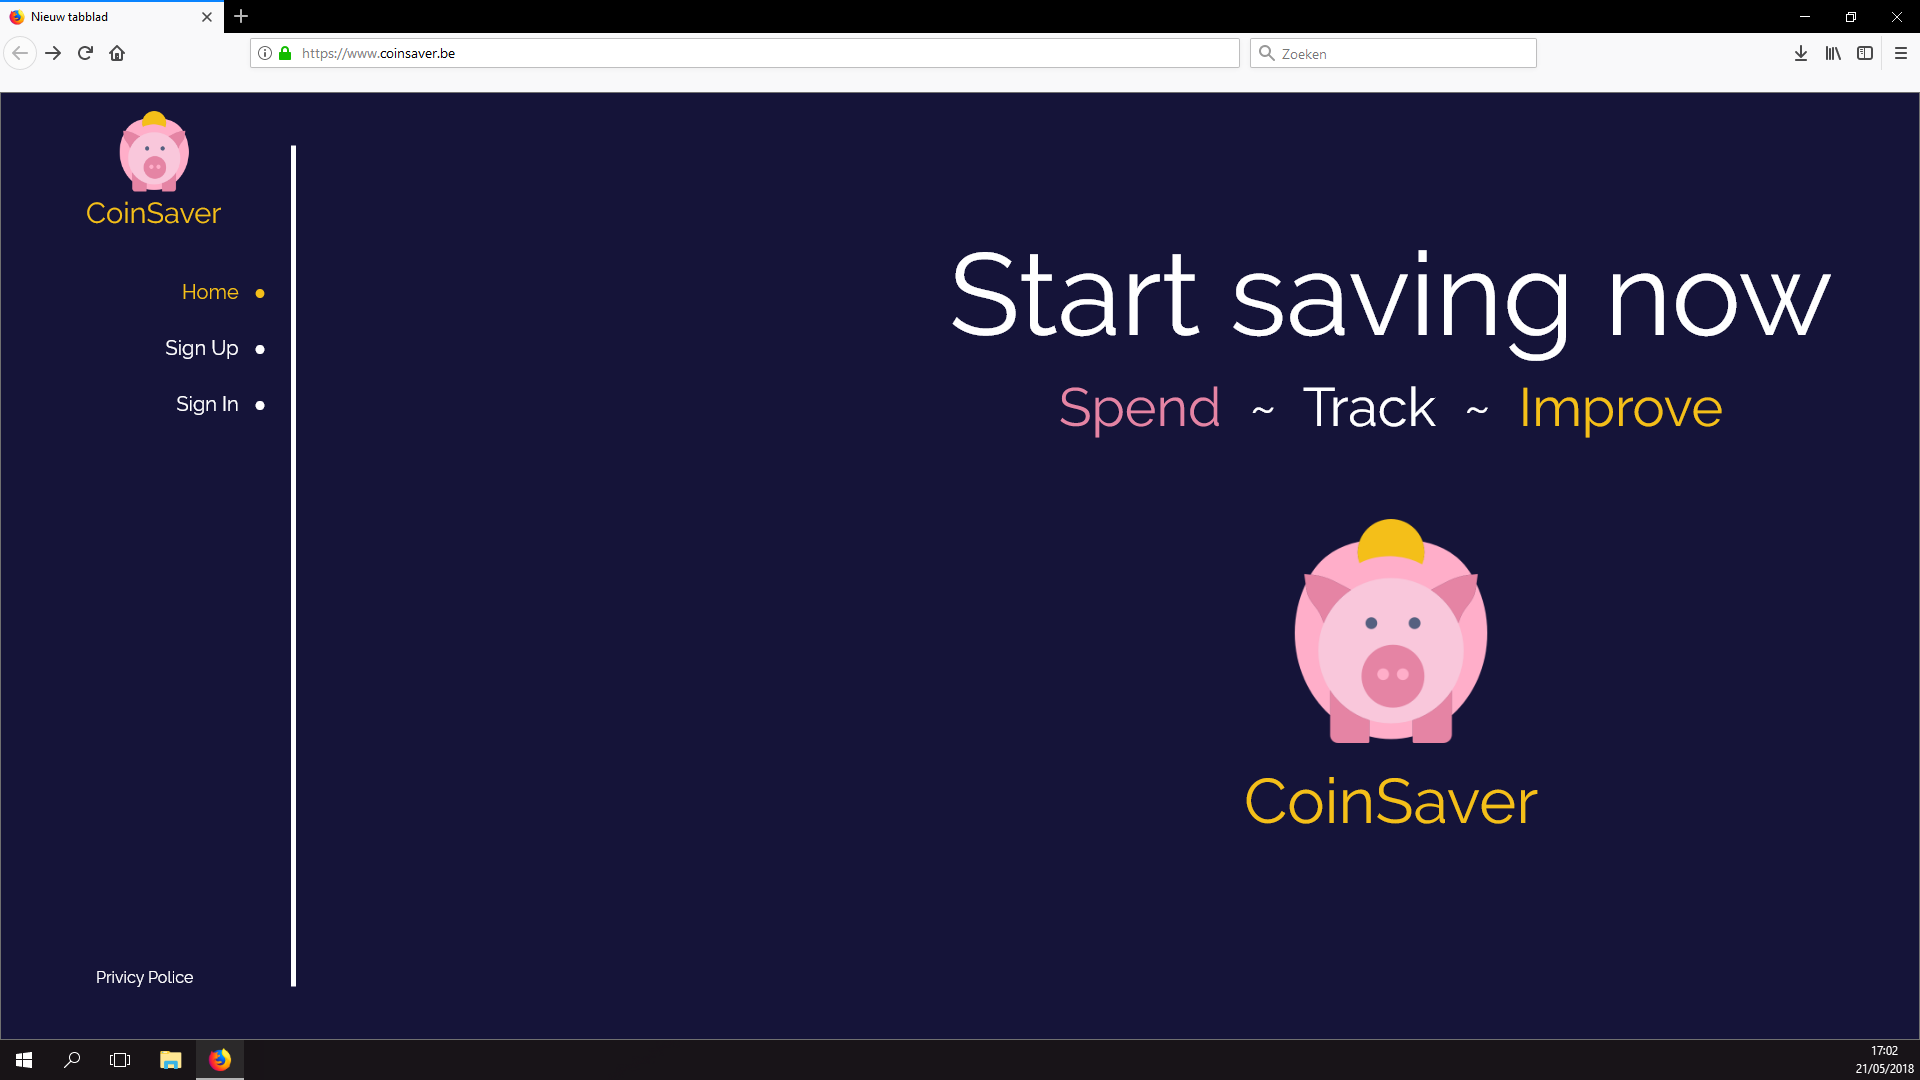 Nieuw tabblad
https://www.coinsaver.be
Zoeken
CoinSaver
Home
Sign Up
Sign In
Privicy Police
Start saving now
Spend ~ Track ~ Improve
CoinSaver
17:02
21/05/2018